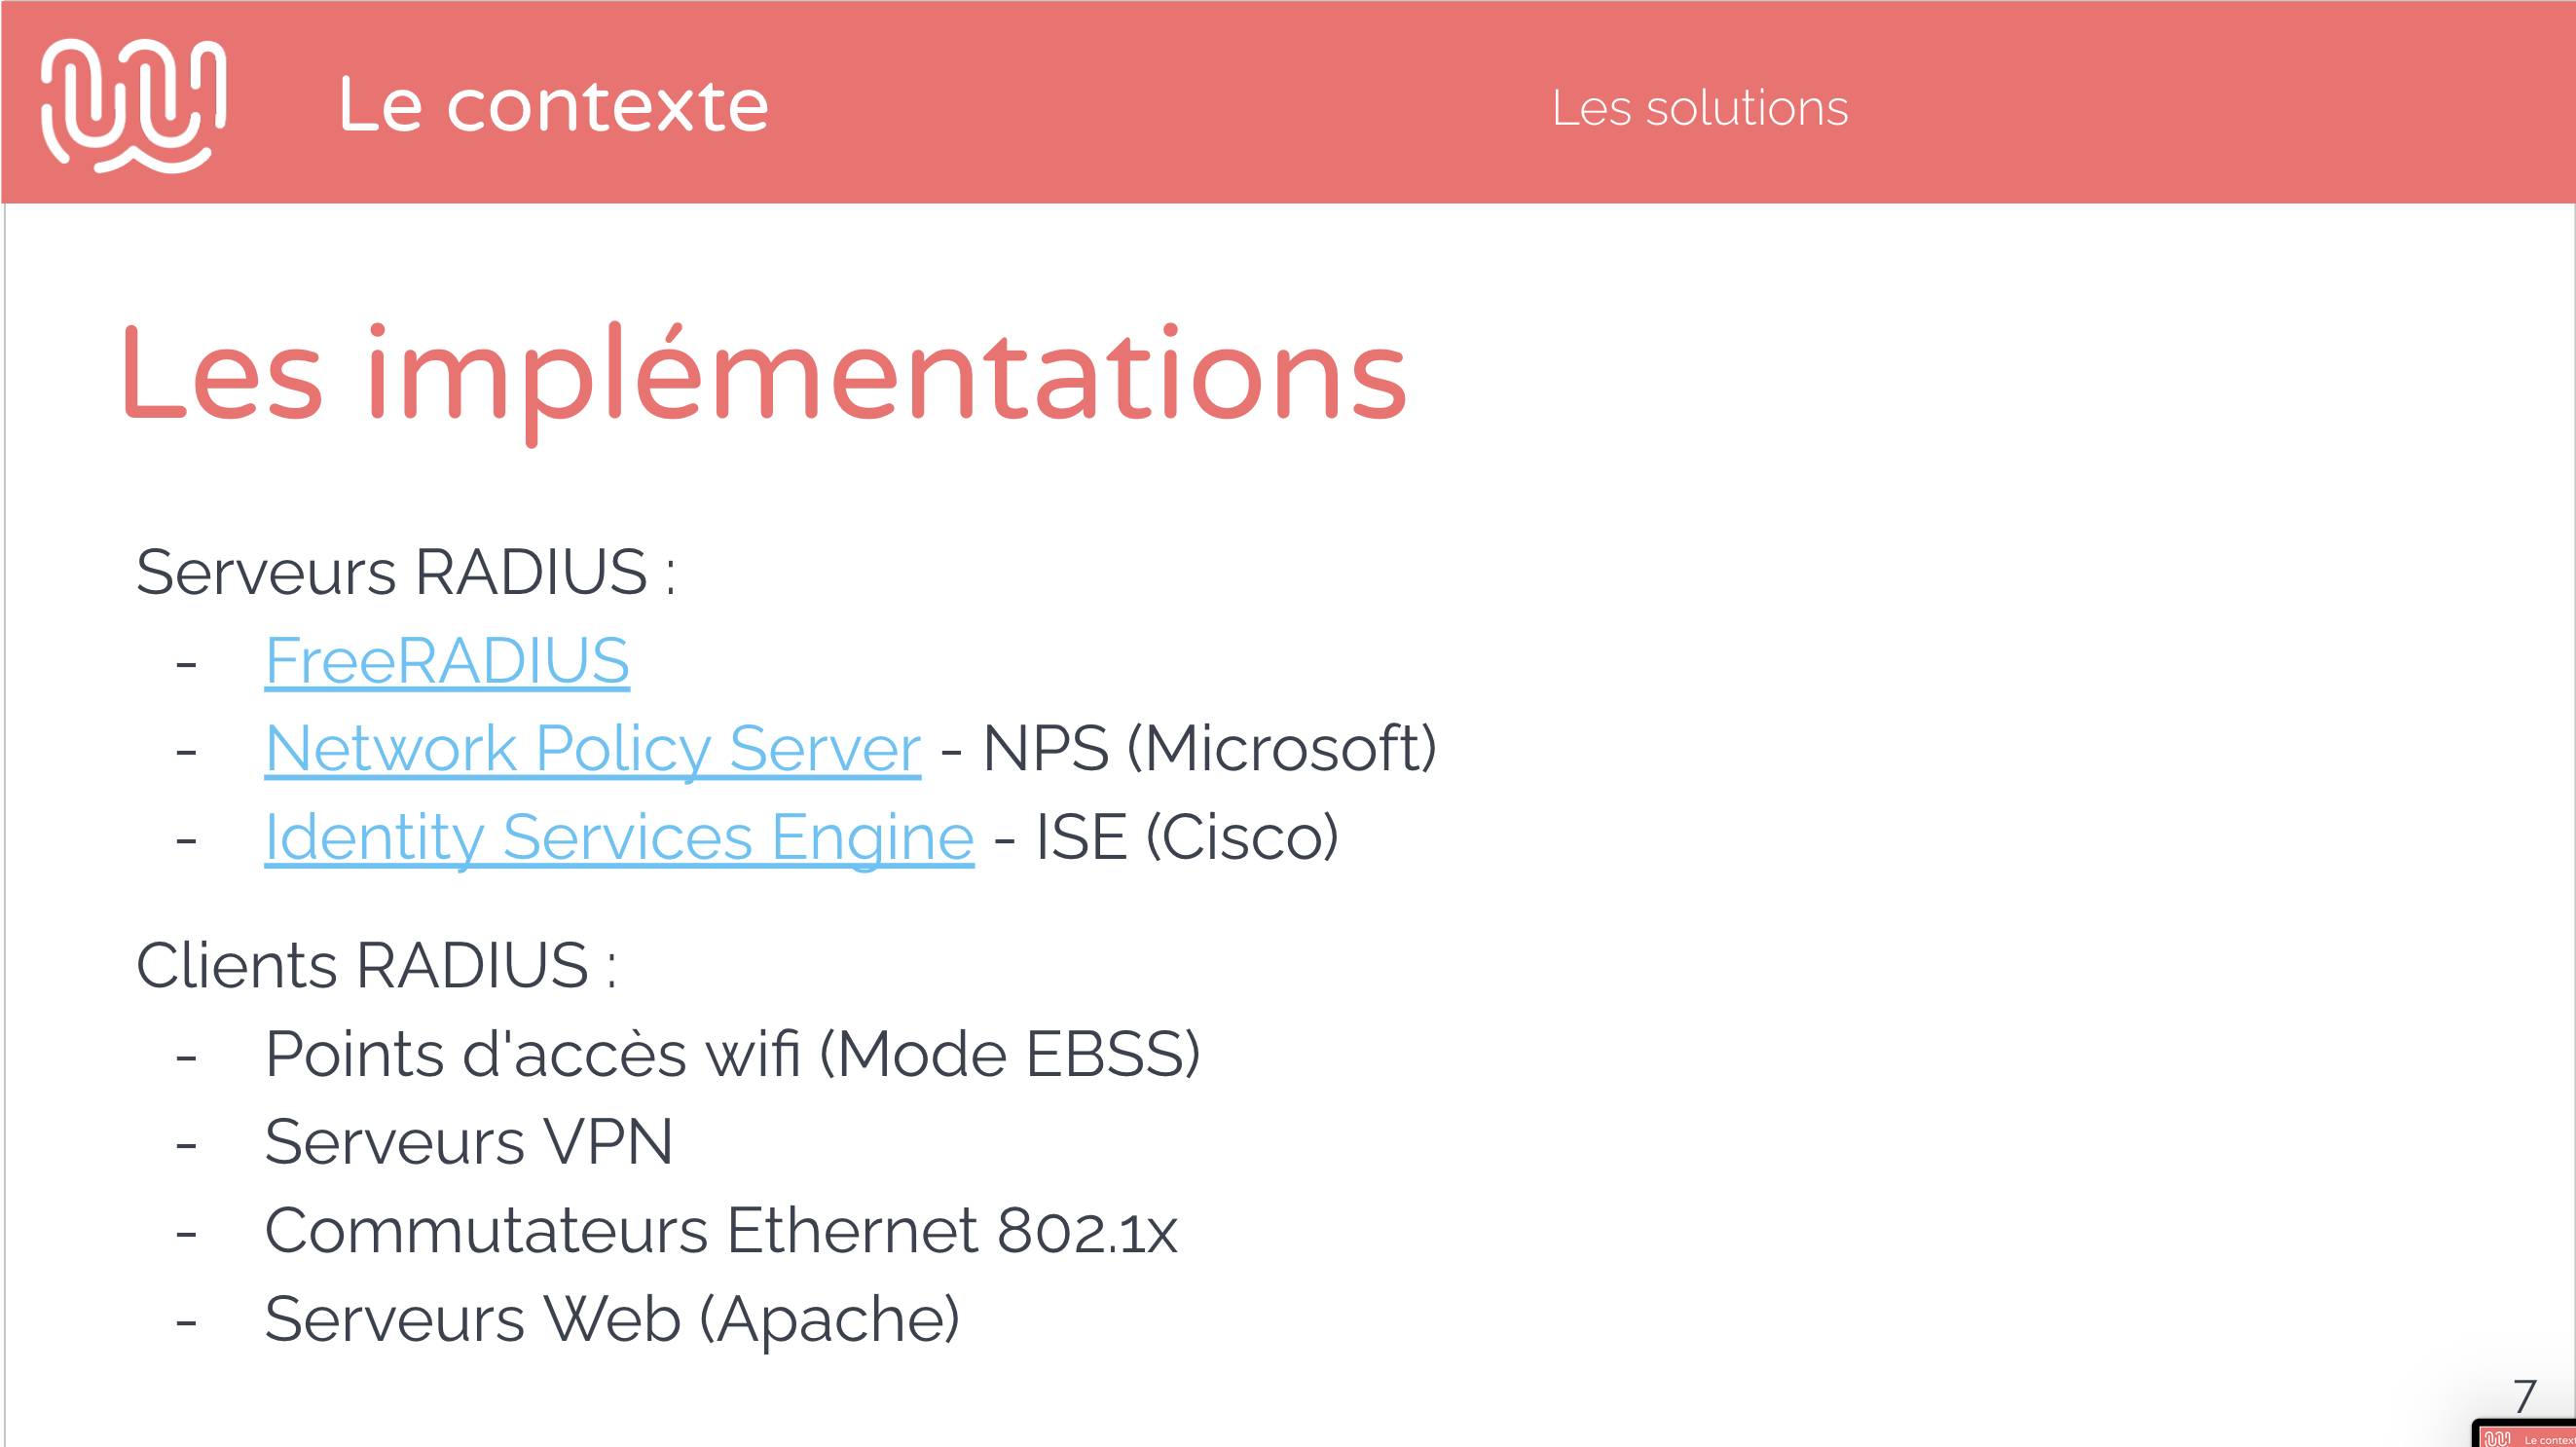 Le contexte
Les solutions
Les implémentations
Serveurs RADIUS :
- FreeRADIUS
- Network Policy Server - NPS (Microsoft)
- Identity Services Engine - ISE (Cisco)
Clients RADIUS :
- Points d'accès wifi (Mode EBSS)
- Serveurs VPN
- Commutateurs Ethernet 802.1x
- Serveurs Web (Apache)
7
Le contex